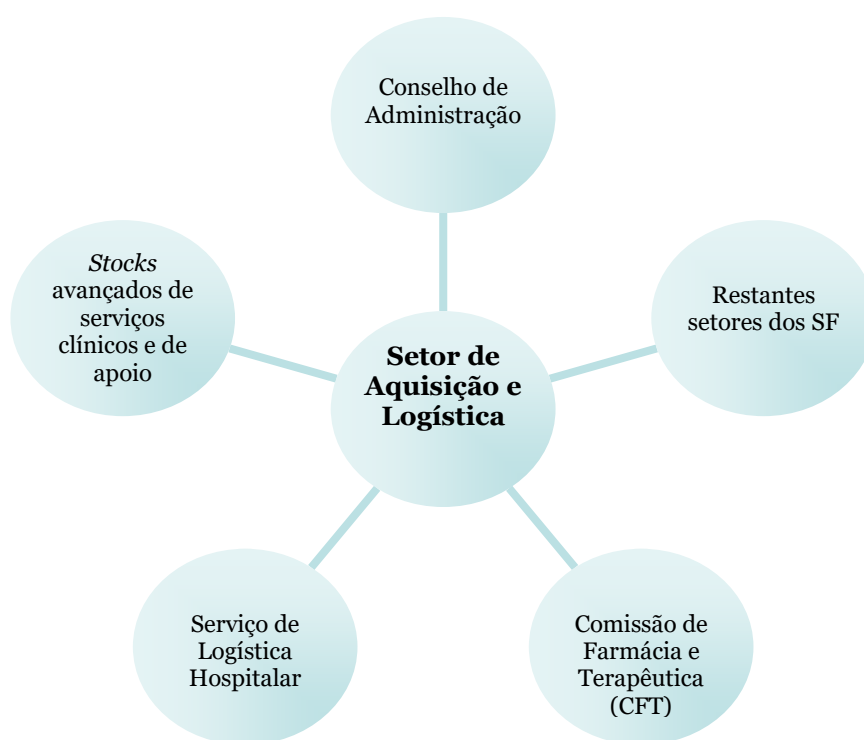 Conselho de
Administração
Stocks
avançados de
serviços
clínicos e de
apoio
Restantes
setores dos SF
Setor de
Aquisição e
Logística
Serviço de
Logística
Hospitalar
Comissão de
Farmácia e
Terapêutica
(CFT)